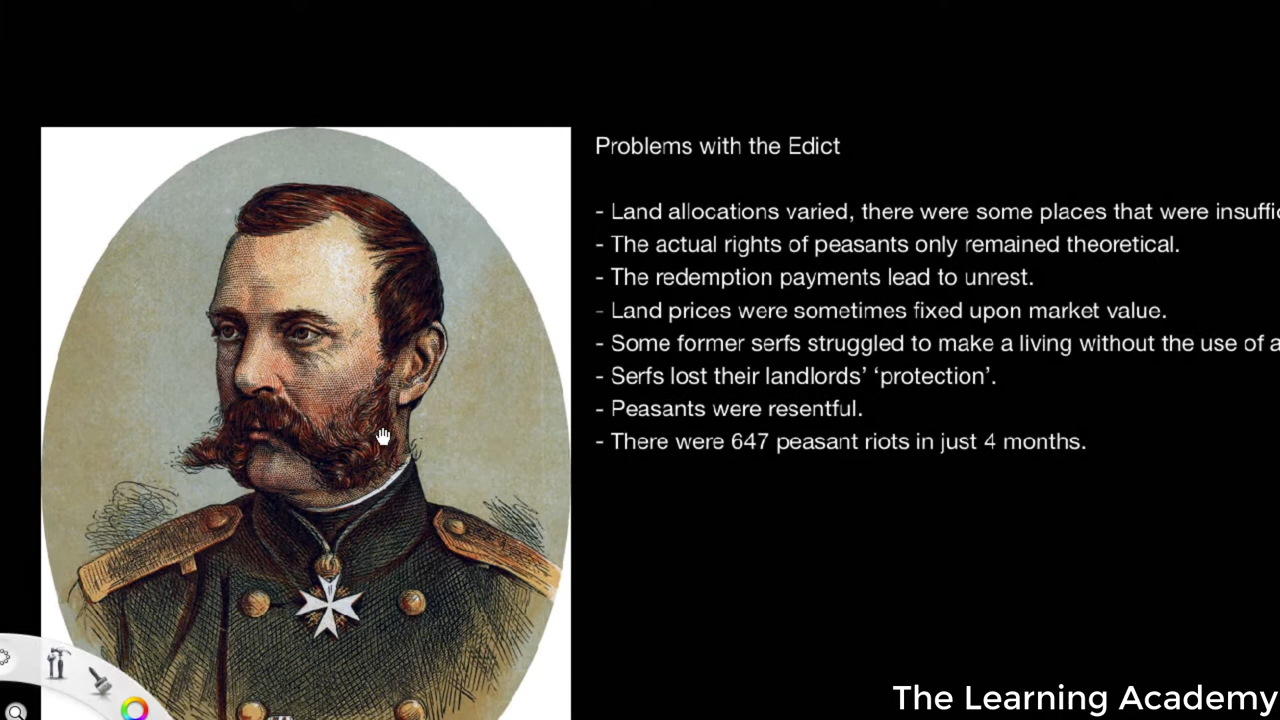 Problems with the Edict
- Land allocations varied, there were some places that were
- The actual rights of peasants only remained theoretical.
- The redemption payments lead to unrest.
- Land prices were sometimes fixed upon market value.
- Some former serfs struggled to make a living without the use of
- Serfs lost their landlords’ ‘protection’.
- Peasants were resentful.
- There were 647 peasant riots in just 4 months.
The Learning Academy